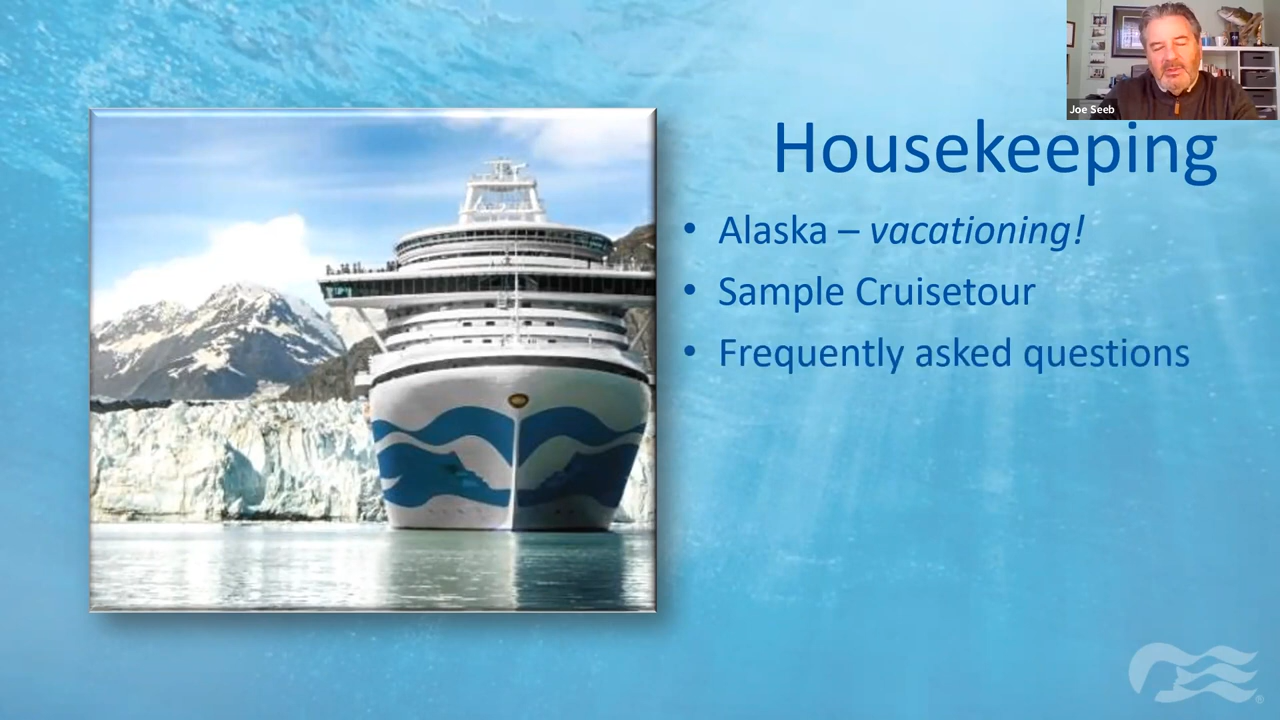 Joe Seeb
Housekeeping
• Alaska – vacationing!
• Sample Cruisetour
• Frequently asked questions
®